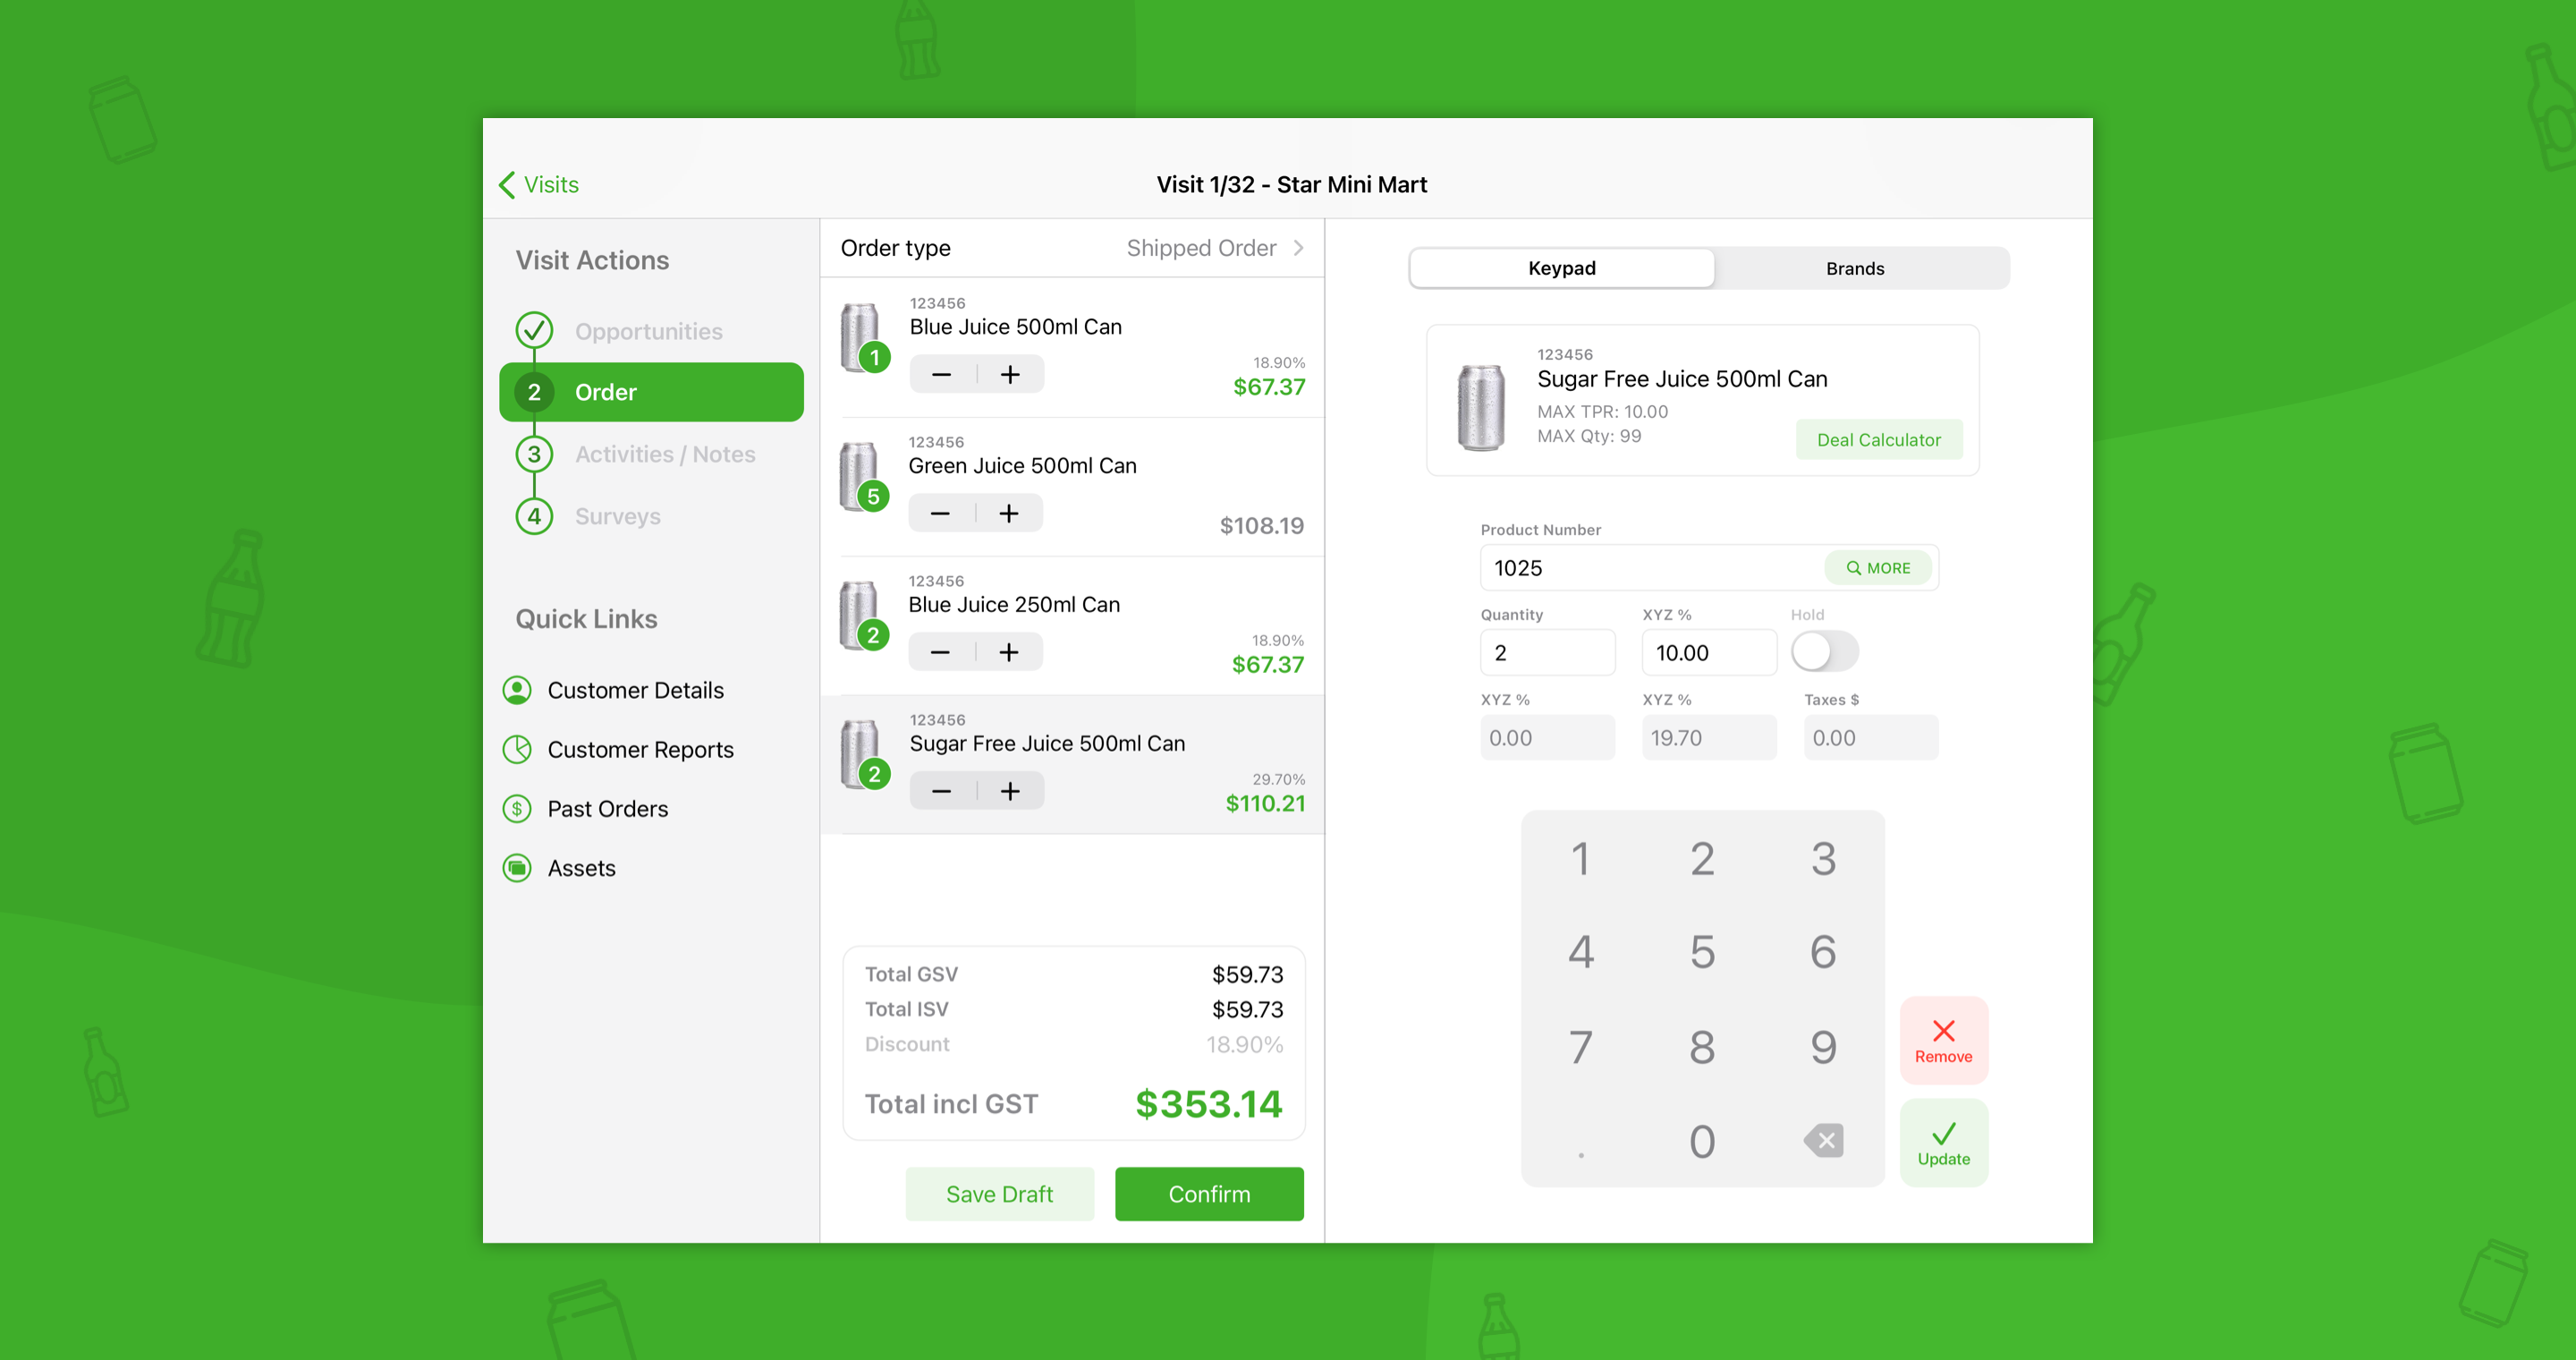 Visits
Visit 1/32 - Star Mini Mart
Visit Actions
Opportunities
2 Order
3 Activities / Notes
4 Surveys
Quick Links
Customer Details
Customer Reports
$ Past Orders
Assets
Order type Shipped Order
123456
Blue Juice 500ml Can
1
18.90%
$67.37
123456
Green Juice 500ml Can
5
$108.19
123456
Blue Juice 250ml Can
2
18.90%
$67.37
123456
Sugar Free Juice 500ml Can
2
29.70%
$110.21
Total GSV $59.73
Total ISV $59.73
Discount 18.90%
Total incl GST $353.14
Save Draft Confirm
Keypad Brands
123456
Sugar Free Juice 500ml Can
MAX TPR: 10.00
MAX Qty: 99
Deal Calculator
Product Number
1025 MORE
Quantity XYZ % Hold
2 10.00
XYZ % XYZ % Taxes $
0.00 19.70 0.00
1 2 3
4 5 6
7 8 9
. 0
Remove
Update